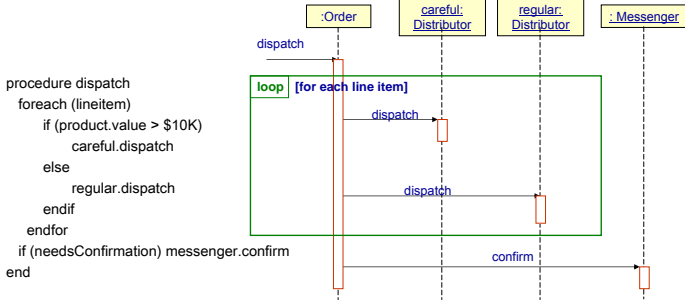 :Order
careful:
Distributor
regular:
Distributor
: Messenger
dispatch
procedure dispatch
foreach (lineitem)
if (product.value > $10K)
careful.dispatch
else
regular.dispatch
endif
endfor
if (needsConfirmation) messenger.confirm
end
loop [for each line item]
dispatch
dispatch
confirm